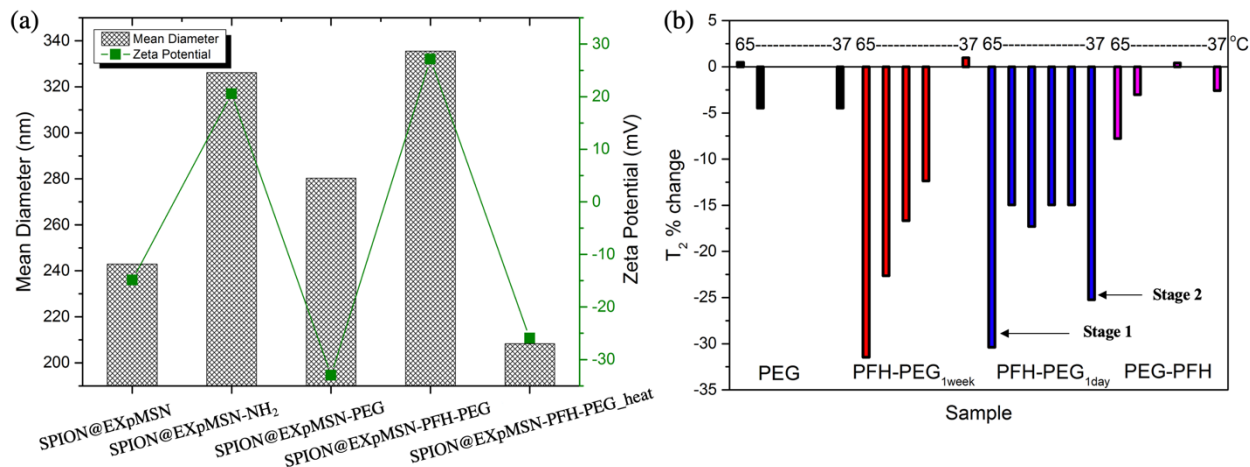 (a)
Mean Diameter
Zeta Potential
340
320
300
280
260
240
220
200
Mean Diameter (nm)
30
20
10
0
-10
-20
-30
Zeta Potential (mV)
SPION@EXpMSN
SPION@EXpMSN-NH2
SPION@EXpMSN-PEG
SPION@EXpMSN-PFH-PEG
SPION@EXpMSN-PFH-PEG_heat
(b)
5
0
-5
-10
-15
-20
-25
-30
-35
T2 % change
65---------------37 65----------------37 65----------------37 65---------------37 °C
Stage 2
Stage 1
PEG PFH-PEG1week PFH-PEG1day PEG-PFH
Sample